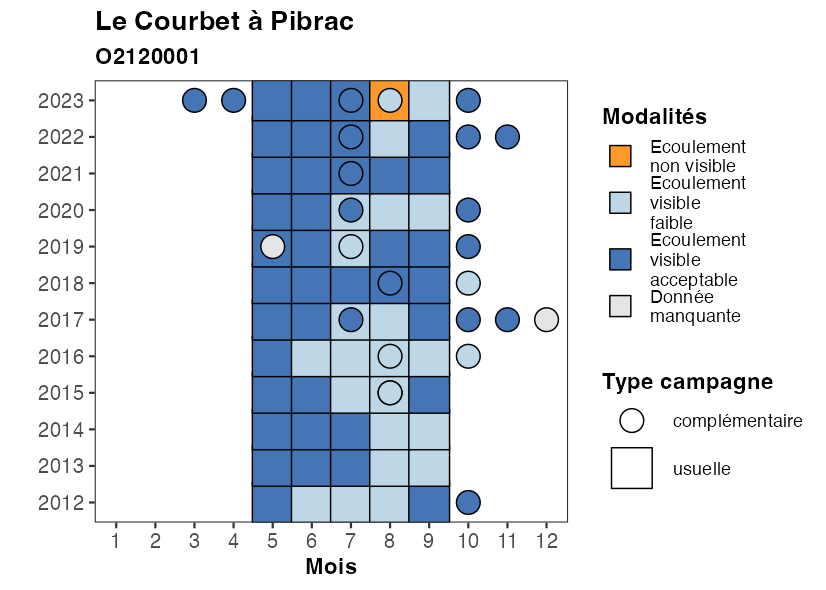 Le Courbet à Pibrac
O2120001
2023
2022
2021
2020
2019
2018
2017
2016
2015
2014
2013
2012
1 2 3 4 5 6 7 8 9 10 11 12
Mois
Modalités
Ecoulement
non visible
Ecoulement
visible
faible
Ecoulement
visible
acceptable
Donnée
manquante
Type campagne
complémentaire
usuelle